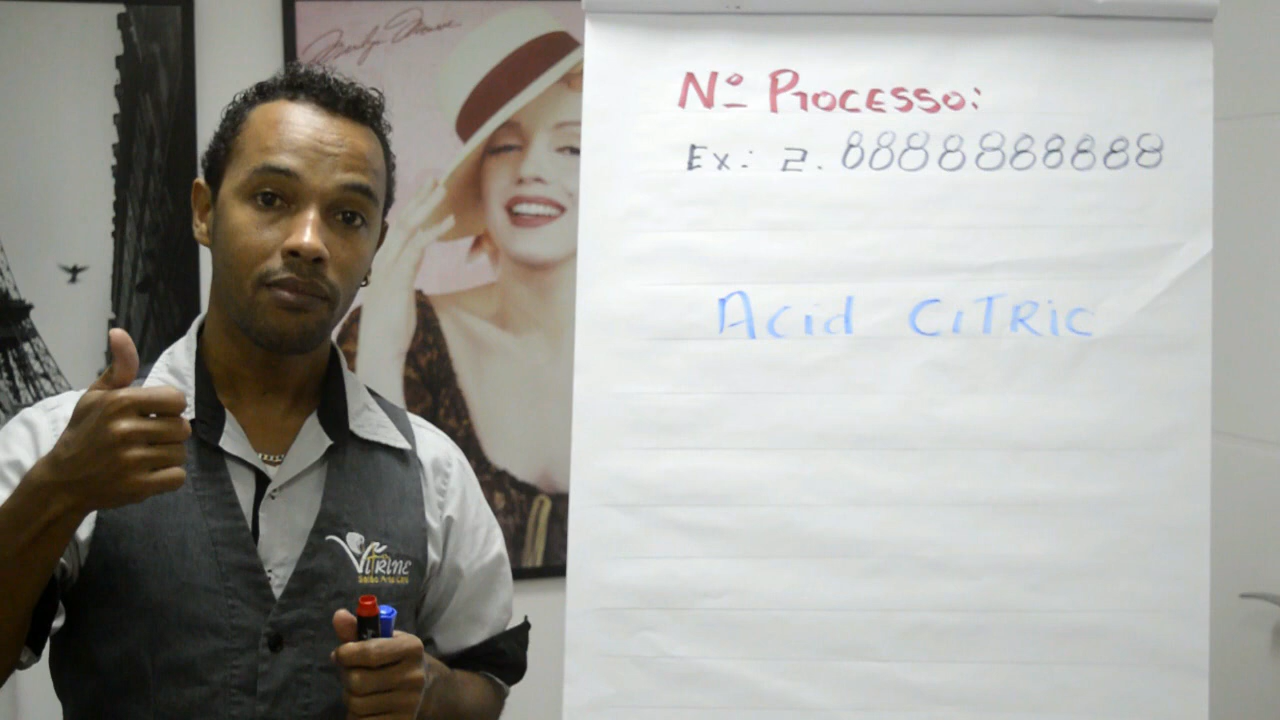 Marilyn Monroe
Nº Processo:
Ex: 2. 8888888888
Acid Citric
Vitrine